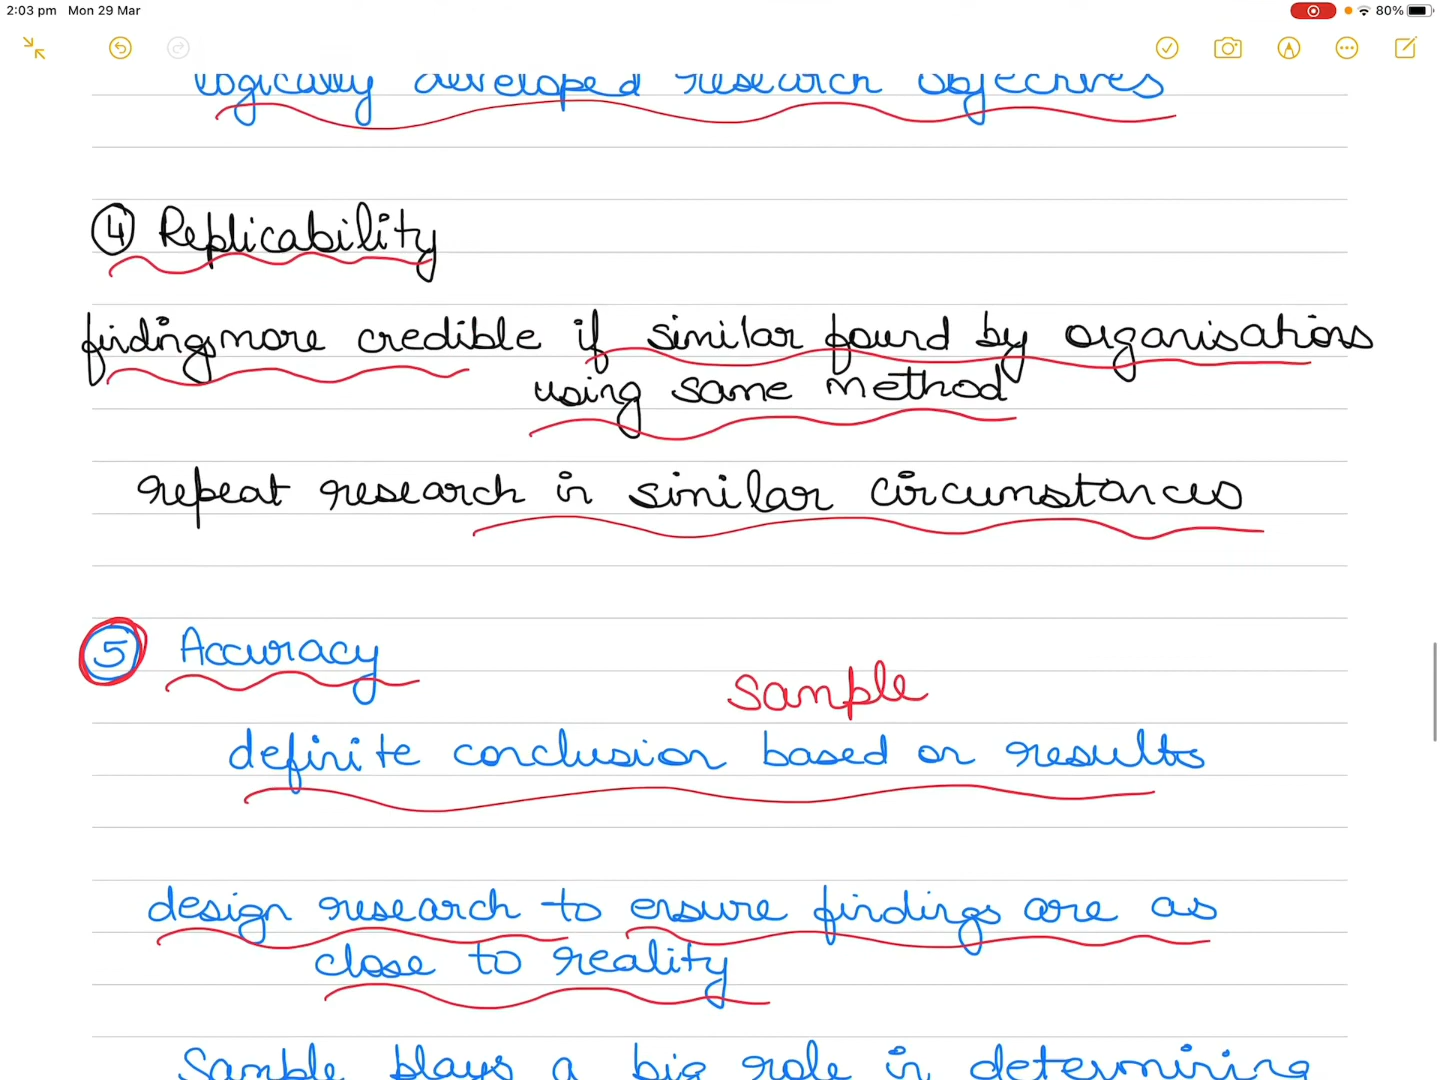 2:03 pm Mon 29 Mar 80%
logically developed research objectives
4 Replicability
findings more credible if similar found by organisations
using same method
repeat research in similar circumstances
5 Accuracy
sample
definite conclusion based on results
design research to ensure findings are as
close to reality
Sample plays a big role in determining